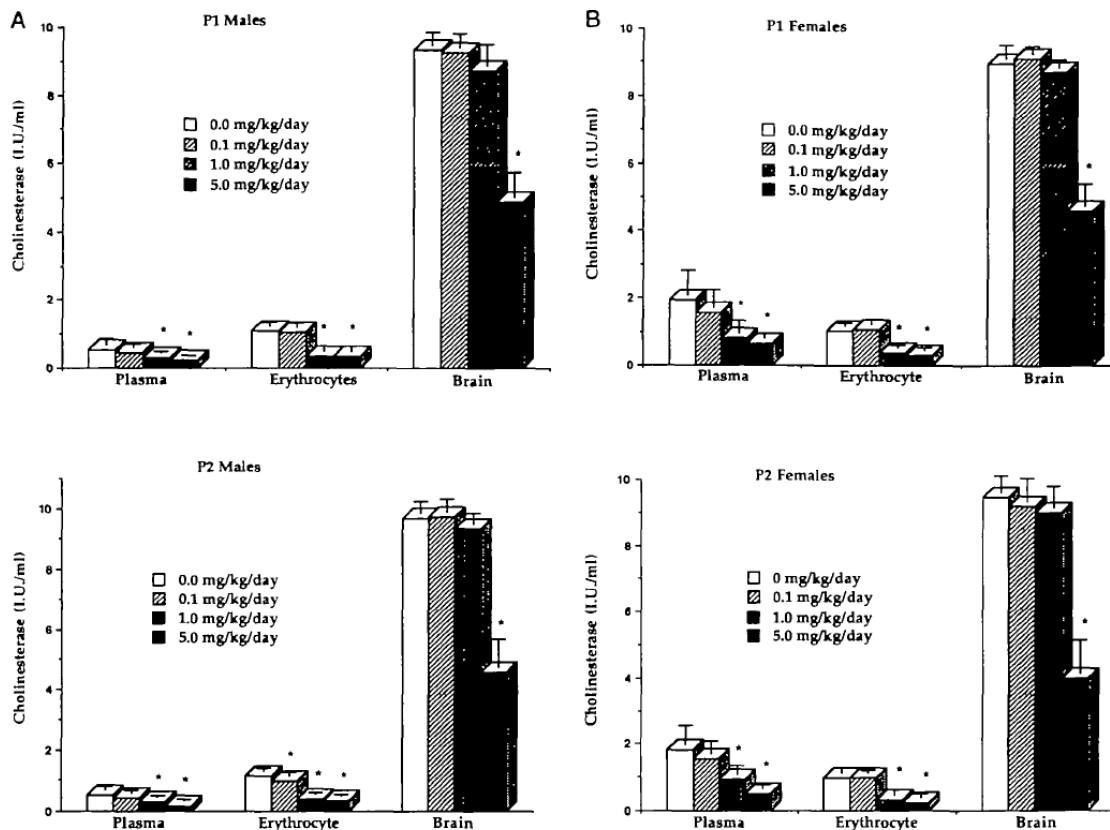 A
P1 Males
Cholinesterase (I.U./ml)
10
8
6
4
2
0
0.0 mg/kg/day
0.1 mg/kg/day
1.0 mg/kg/day
5.0 mg/kg/day
*
* * * *
Plasma Erythrocytes Brain
B
P1 Females
Cholinesterase (I.U./ml)
10
8
6
4
2
0
0.0 mg/kg/day
0.1 mg/kg/day
1.0 mg/kg/day
5.0 mg/kg/day
*
* * * *
Plasma Erythrocyte Brain
P2 Males
Cholinesterase (I.U./ml)
10
8
6
4
2
0
0.0 mg/kg/day
0.1 mg/kg/day
1.0 mg/kg/day
5.0 mg/kg/day
*
* * * * *
Plasma Erythrocyte Brain
P2 Females
Cholinesterase (I.U./ml)
10
8
6
4
2
0
0 mg/kg/day
0.1 mg/kg/day
1.0 mg/kg/day
5.0 mg/kg/day
*
* * * *
Plasma Erythrocyte Brain